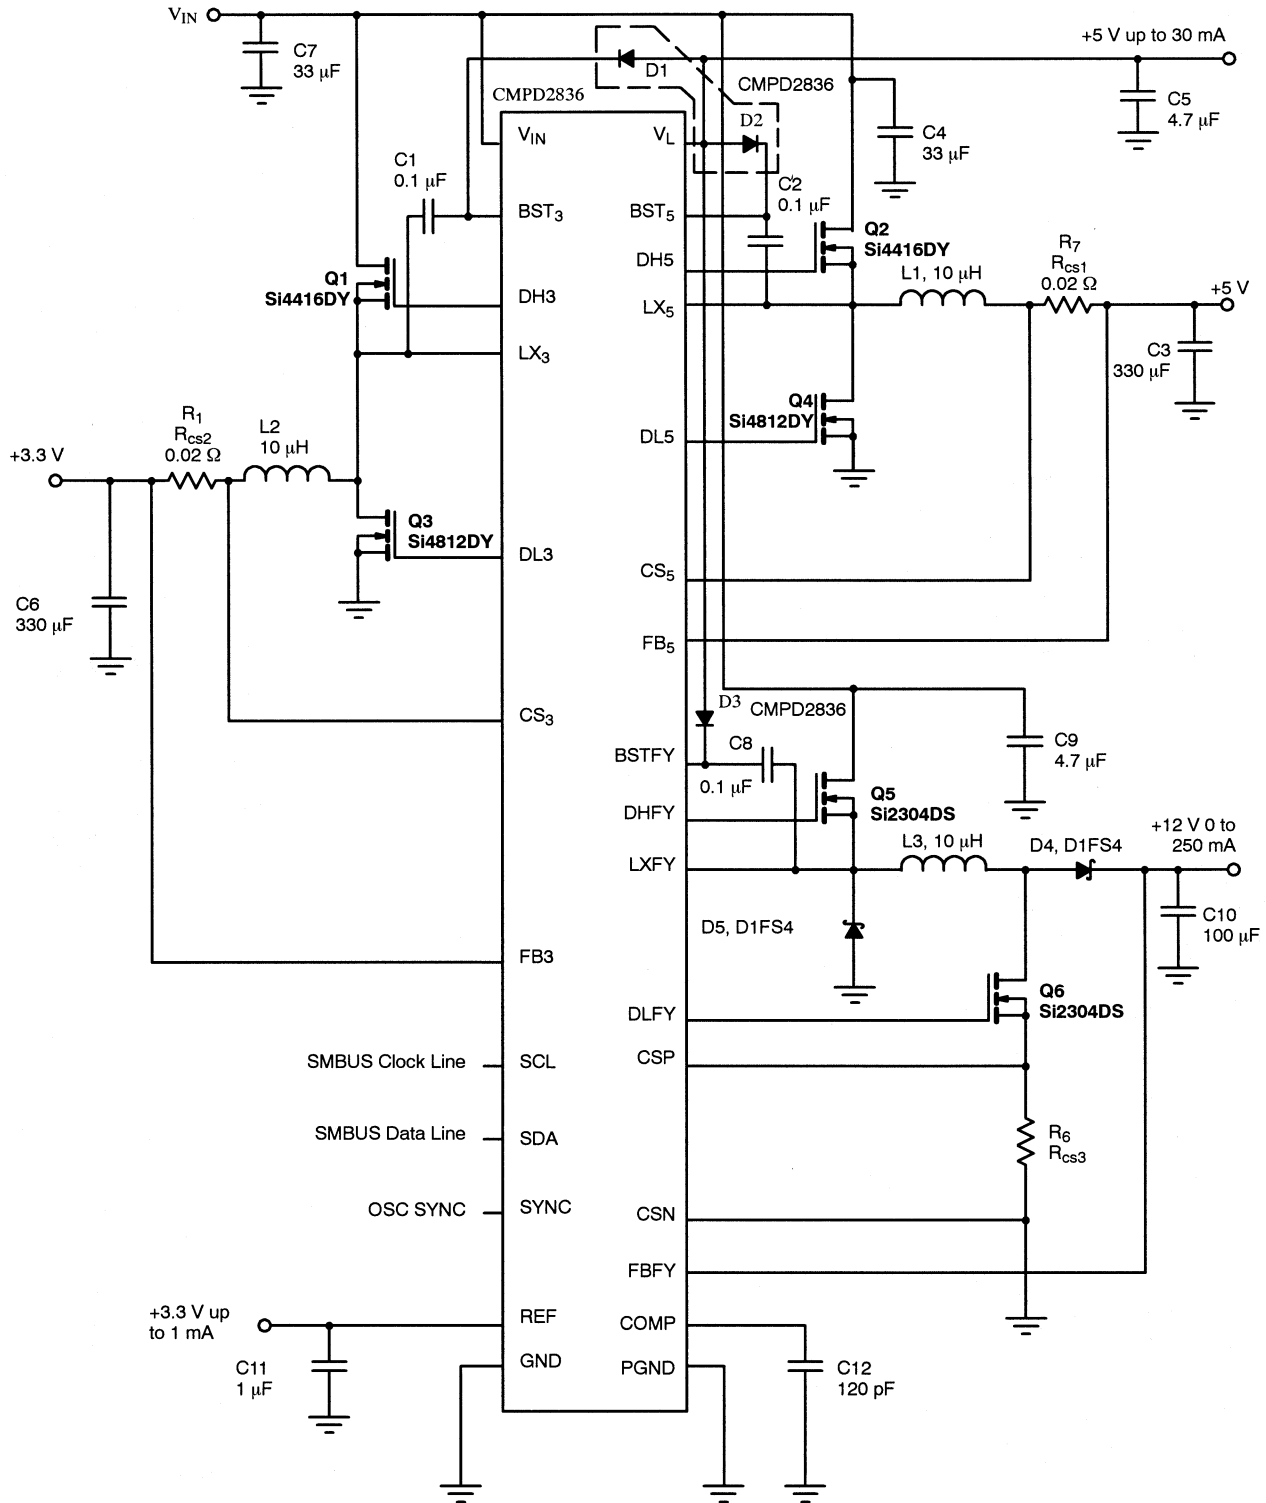 VIN
C7
33 µF
+5 V up to 30 mA
D1
CMPD2836
CMPD2836
C5
4.7 µF
D2
VIN
VL
C4
33 µF
C1
0.1 µF
C2
0.1 µF
BST3
BST5
Q2
Si4416DY
R7
Rcs1
0.02 Ω
DH5
L1, 10 µH
Q1
Si4416DY
DH3
LX5
+5 V
LX3
C3
330 µF
Q4
Si4812DY
DL5
R1
Rcs2
0.02 Ω
L2
10 µH
+3.3 V
Q3
Si4812DY
DL3
CS5
C6
330 µF
FB5
CS3
D3
CMPD2836
C8
0.1 µF
BSTFY
C9
4.7 µF
Q5
Si2304DS
DHFY
L3, 10 µH
D4, D1FS4
+12 V 0 to
250 mA
LXFY
D5, D1FS4
C10
100 µF
FB3
Q6
Si2304DS
DLFY
CSP
SMBUS Clock Line
SCL
SMBUS Data Line
SDA
R6
Rcs3
OSC SYNC
SYNC
CSN
FBFY
+3.3 V up
to 1 mA
REF
COMP
GND
PGND
C11
1 µF
C12
120 pF